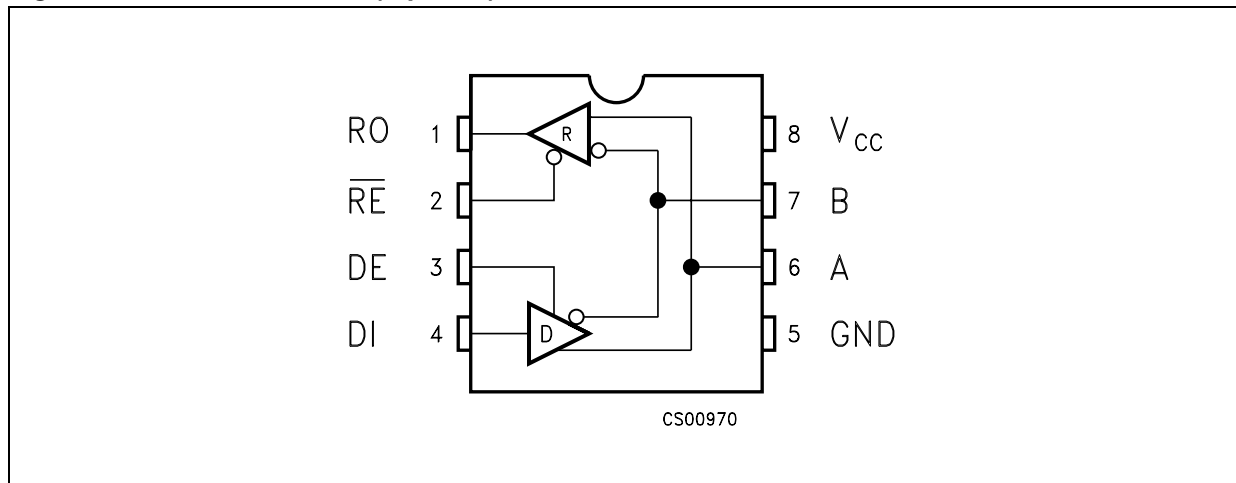 RO 1 R 8 VCC
RE 2 7 B
DE 3 6 A
DI 4 D 5 GND
CS00970